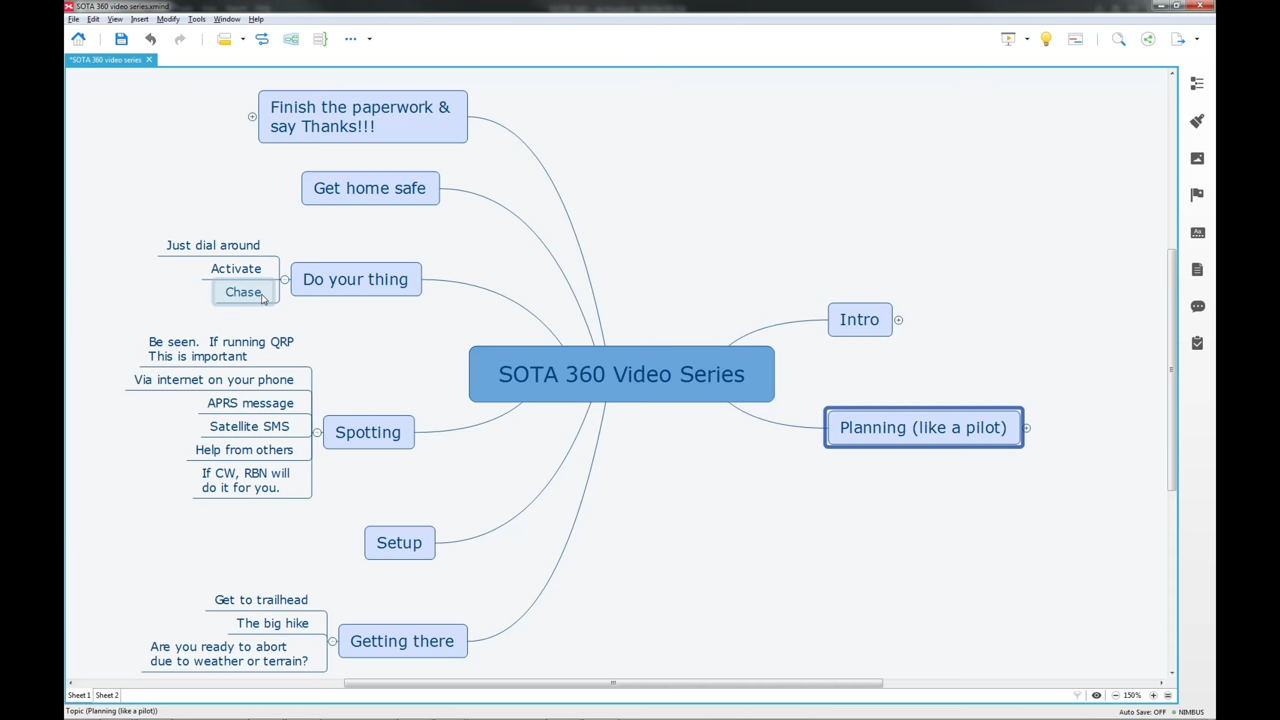 SOTA 360 video series.xmind
File Edit View Insert Modify Tools Window Help
*SOTA 360 video series
Finish the paperwork &
say Thanks!!!
Get home safe
Just dial around
Activate
Chase
Do your thing
Be seen. If running QRP
This is important
Via internet on your phone
APRS message
Satellite SMS
Help from others
If CW, RBN will
do it for you.
Spotting
Setup
Get to trailhead
The big hike
Are you ready to abort
due to weather or terrain?
Getting there
SOTA 360 Video Series
Intro
Planning (like a pilot)
Aa
Sheet 1 Sheet 2
150%
Topic (Planning (like a pilot))
Auto Save: OFF NIMBUS